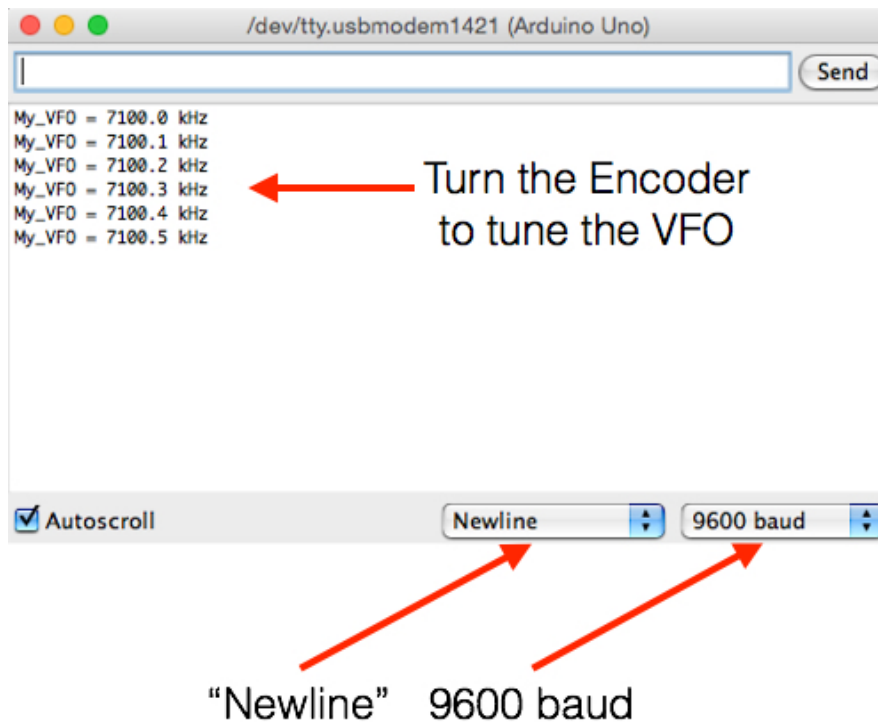 /dev/tty.usbmodem1421 (Arduino Uno)
Send
My_VFO = 7100.0 kHz
My_VFO = 7100.1 kHz
My_VFO = 7100.2 kHz
My_VFO = 7100.3 kHz
My_VFO = 7100.4 kHz
My_VFO = 7100.5 kHz
Turn the Encoder
to tune the VFO
Autoscroll
Newline
9600 baud
“Newline”
9600 baud